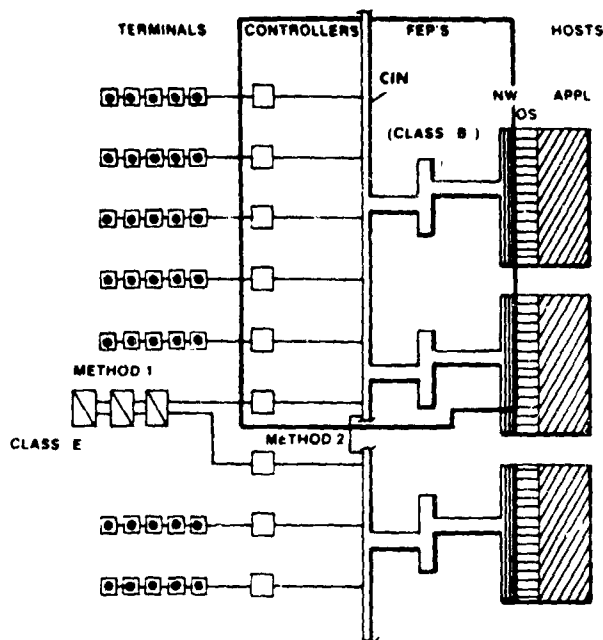 TERMINALS CONTROLLERS FEP'S HOSTS
CIN
NW APPL
OS
(CLASS B)
METHOD 1
METHOD 2
CLASS E